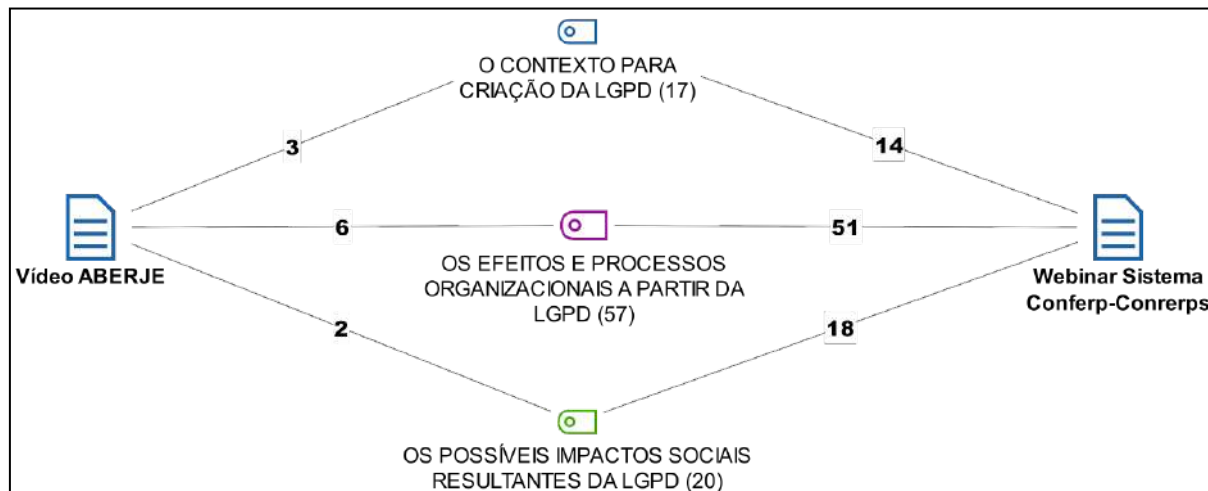 O CONTEXTO PARA
CRIAÇÃO DA LGPD (17)
3
14
Vídeo ABERJE
6
OS EFEITOS E PROCESSOS
ORGANIZACIONAIS A PARTIR DA
LGPD (57)
51
Webinar Sistema
Conferp-Conrerps
2
18
OS POSSÍVEIS IMPACTOS SOCIAIS
RESULTANTES DA LGPD (20)